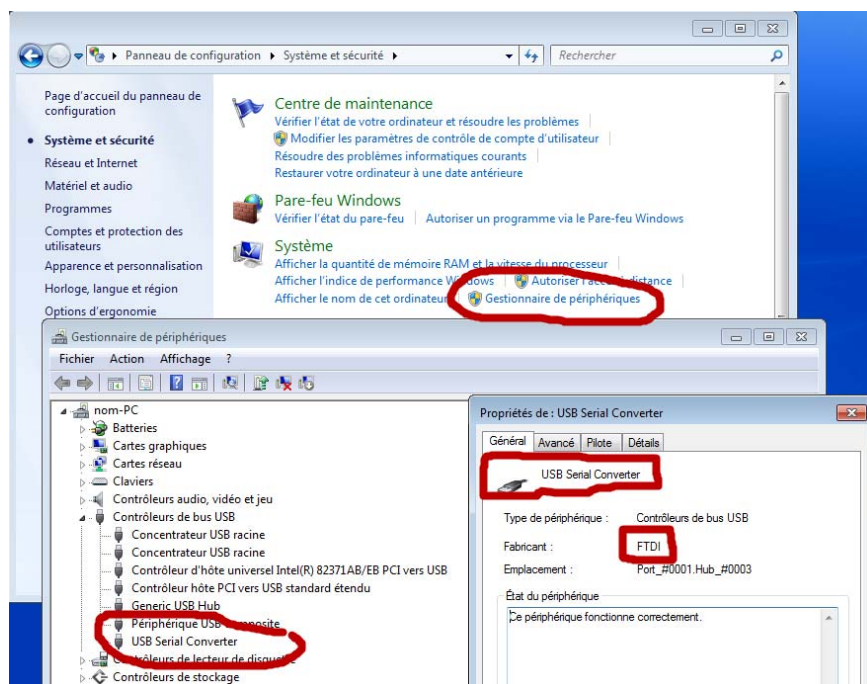 Panneau de configuration ▸ Système et sécurité ▸
Rechercher
Page d'accueil du panneau de
configuration
Système et sécurité
Réseau et Internet
Matériel et audio
Programmes
Comptes et protection des
utilisateurs
Apparence et personnalisation
Horloge, langue et région
Options d'ergonomie
Centre de maintenance
Vérifier l'état de votre ordinateur et résoudre les problèmes
Modifier les paramètres de contrôle de compte d'utilisateur
Résoudre des problèmes informatiques courants
Restaurer votre ordinateur à une date antérieure
Pare-feu Windows
Vérifier l'état du pare-feu Autoriser un programme via le Pare-feu Windows
Système
Afficher la quantité de mémoire RAM et la vitesse du processeur
Afficher l'indice de performance Windows Autoriser l'accès à distance
Afficher le nom de cet ordinateur Gestionnaire de périphériques
Gestionnaire de périphériques
Fichier Action Affichage ?
nom-PC
Batteries
Cartes graphiques
Cartes réseau
Claviers
Contrôleurs audio, vidéo et jeu
Contrôleurs de bus USB
Concentrateur USB racine
Concentrateur USB racine
Contrôleur d'hôte universel Intel(R) 82371AB/EB PCI vers USB
Contrôleur hôte PCI vers USB standard étendu
Generic USB Hub
Périphérique USB composite
USB Serial Converter
Contrôleurs de lecteur de disquette
Contrôleurs de stockage
Propriétés de : USB Serial Converter
Général Avancé Pilote Détails
USB Serial Converter
Type de périphérique : Contrôleurs de bus USB
Fabricant : FTDI
Emplacement : Port_#0001.Hub_#0003
État du périphérique
Ce périphérique fonctionne correctement.